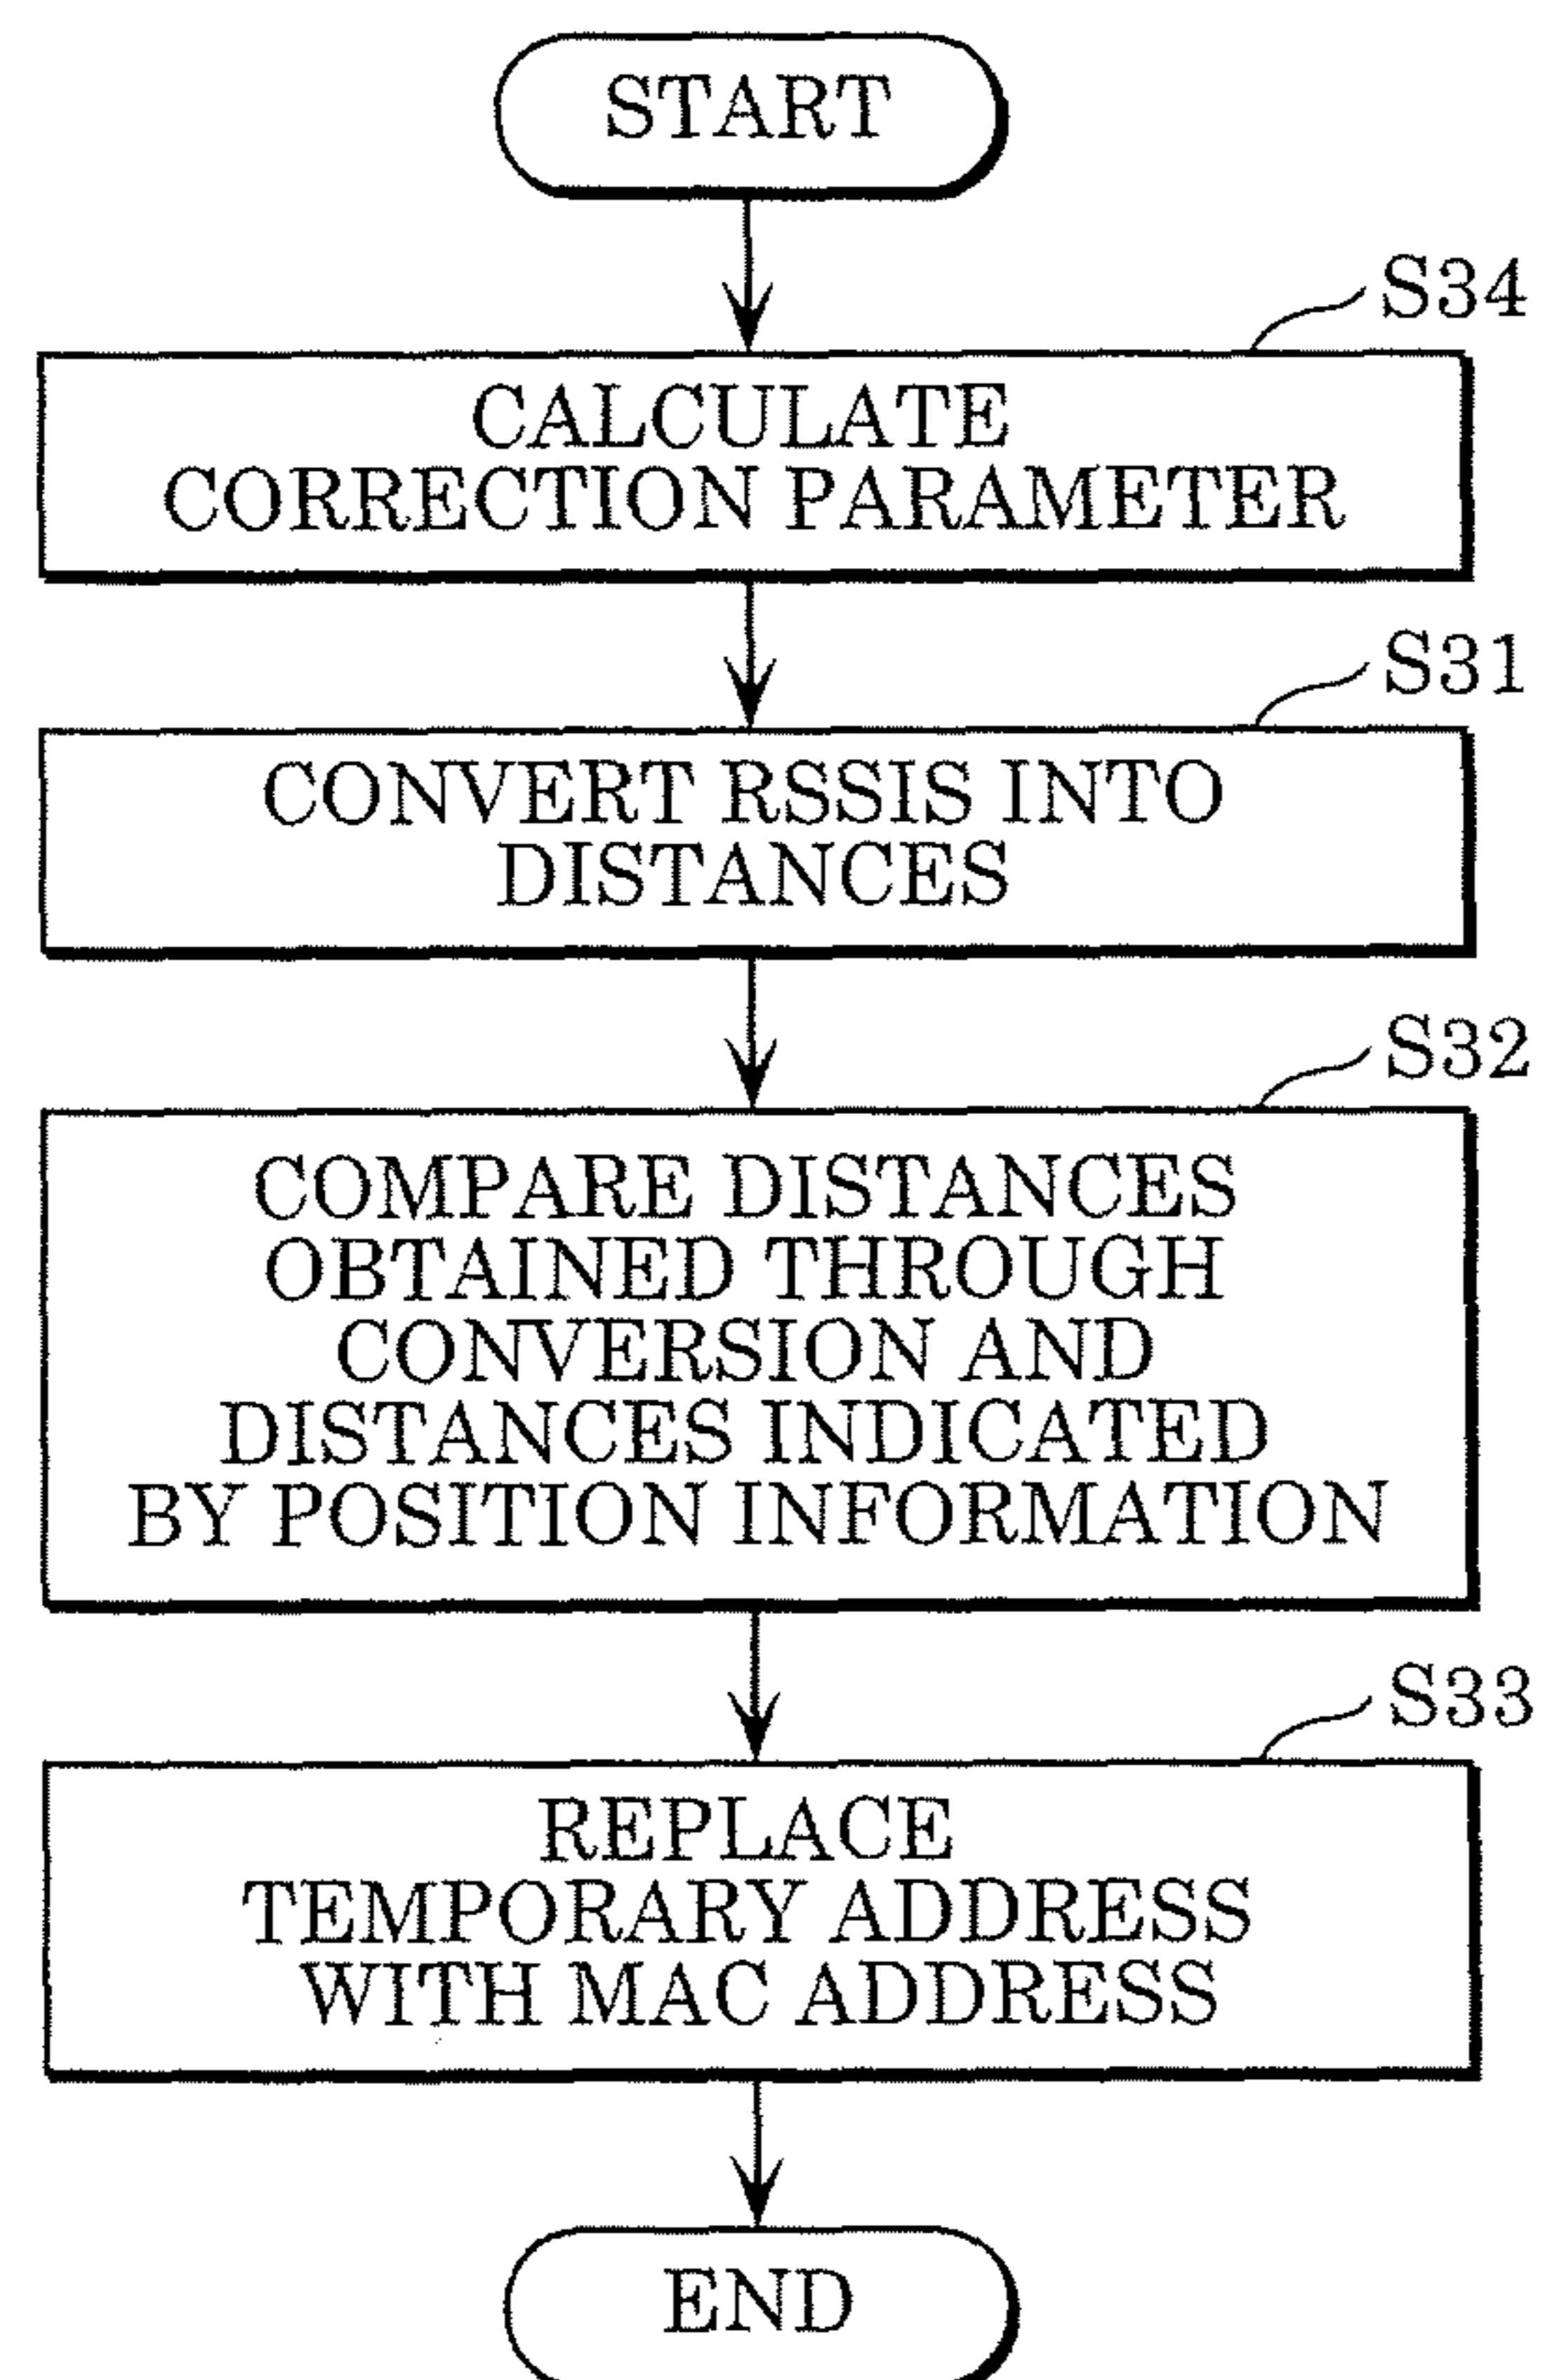 START
S34
CALCULATE
CORRECTION PARAMETER
S31
CONVERT RSSIS INTO
DISTANCES
S32
COMPARE DISTANCES
OBTAINED THROUGH
CONVERSION AND
DISTANCES INDICATED
BY POSITION INFORMATION
S33
REPLACE
TEMPORARY ADDRESS
WITH MAC ADDRESS
END